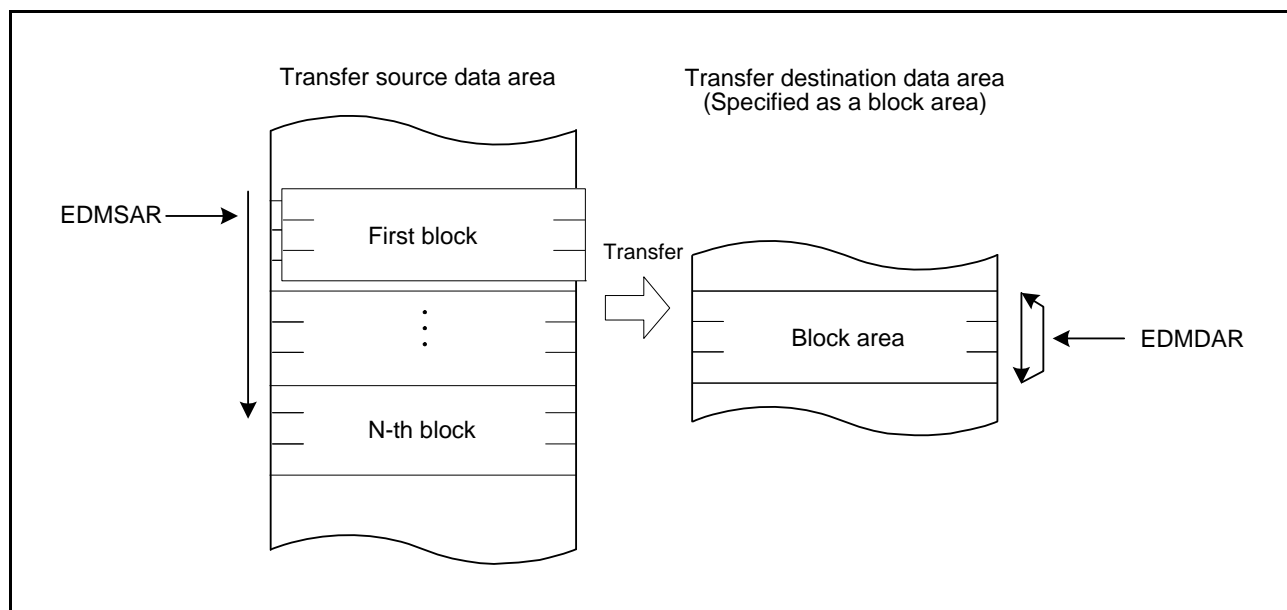 Transfer source data area
Transfer destination data area
(Specified as a block area)
EDMSAR
First block
Transfer
Block area
EDMDAR
N-th block